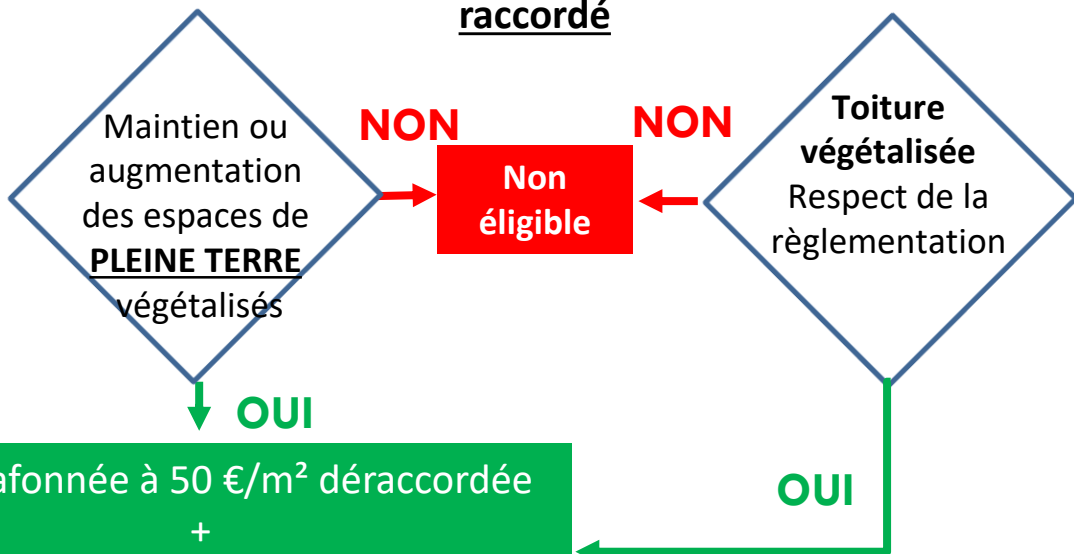 raccordé
Maintien ou
augmentation
des espaces de
PLEINE TERRE
végétalisés
NON
Non
éligible
NON
Toiture
végétalisée
Respect de la
règlementation
OUI
afonnée à 50 €/m² déraccordée
+
OUI